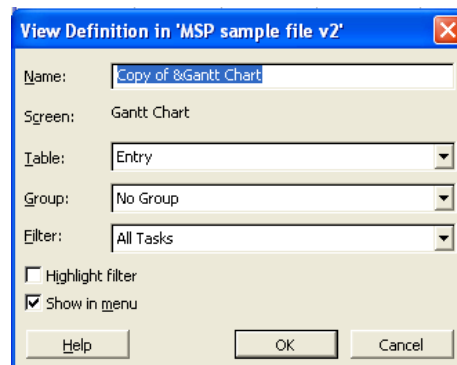 View Definition in 'MSP sample file v2'
Name: Copy of &Gantt Chart
Screen: Gantt Chart
Table: Entry
Group: No Group
Filter: All Tasks
Highlight filter
Show in menu
Help OK Cancel